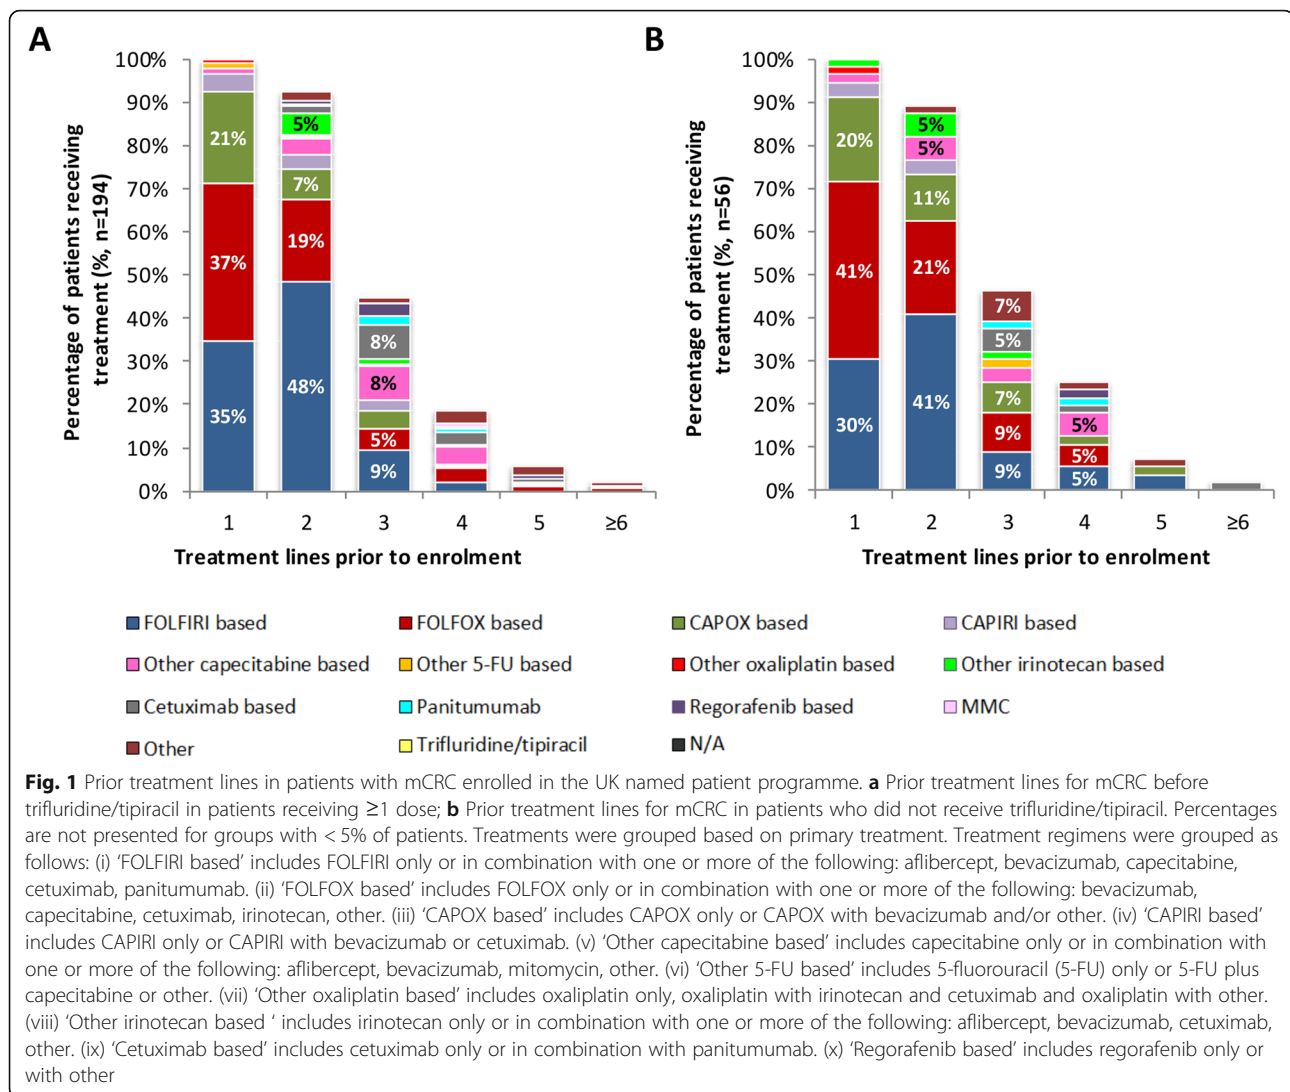 A
B
Percentage of patients receiving
treatment (%, n=194)
100%
90%
80%
70%
60%
50%
40%
30%
20%
10%
0%
21%
37%
35%
5%
7%
19%
48%
8%
8%
5%
9%
1
2
3
4
5
≥6
Treatment lines prior to enrolment
Percentage of patients receiving
treatment (%, n=56)
100%
90%
80%
70%
60%
50%
40%
30%
20%
10%
0%
20%
41%
30%
5%
5%
11%
21%
41%
7%
5%
7%
9%
9%
5%
5%
5%
1
2
3
4
5
≥6
Treatment lines prior to enrolment
FOLFIRI based FOLFOX based CAPOX based CAPIRI based
Other capecitabine based Other 5-FU based Other oxaliplatin based Other irinotecan based
Cetuximab based Panitumumab Regorafenib based MMC
Other Trifluridine/tipiracil N/A
Fig. 1 Prior treatment lines in patients with mCRC enrolled in the UK named patient programme. a Prior treatment lines for mCRC before
trifluridine/tipiracil in patients receiving ≥1 dose; b Prior treatment lines for mCRC in patients who did not receive trifluridine/tipiracil. Percentages
are not presented for groups with < 5% of patients. Treatments were grouped based on primary treatment. Treatment regimens were grouped as
follows: (i) ‘FOLFIRI based’ includes FOLFIRI only or in combination with one or more of the following: aflibercept, bevacizumab, capecitabine,
cetuximab, panitumumab. (ii) ‘FOLFOX based’ includes FOLFOX only or in combination with one or more of the following: bevacizumab,
capecitabine, cetuximab, irinotecan, other. (iii) ‘CAPOX based’ includes CAPOX only or CAPOX with bevacizumab and/or other. (iv) ‘CAPIRI based’
includes CAPIRI only or CAPIRI with bevacizumab or cetuximab. (v) ‘Other capecitabine based’ includes capecitabine only or in combination with
one or more of the following: aflibercept, bevacizumab, mitomycin, other. (vi) ‘Other 5-FU based’ includes 5-fluorouracil (5-FU) only or 5-FU plus
capecitabine or other. (vii) ‘Other oxaliplatin based’ includes oxaliplatin only, oxaliplatin with irinotecan and cetuximab and oxaliplatin with other.
(viii) ‘Other irinotecan based ‘ includes irinotecan only or in combination with one or more of the following: aflibercept, bevacizumab, cetuximab,
other. (ix) ‘Cetuximab based’ includes cetuximab only or in combination with panitumumab. (x) ‘Regorafenib based’ includes regorafenib only or
with other